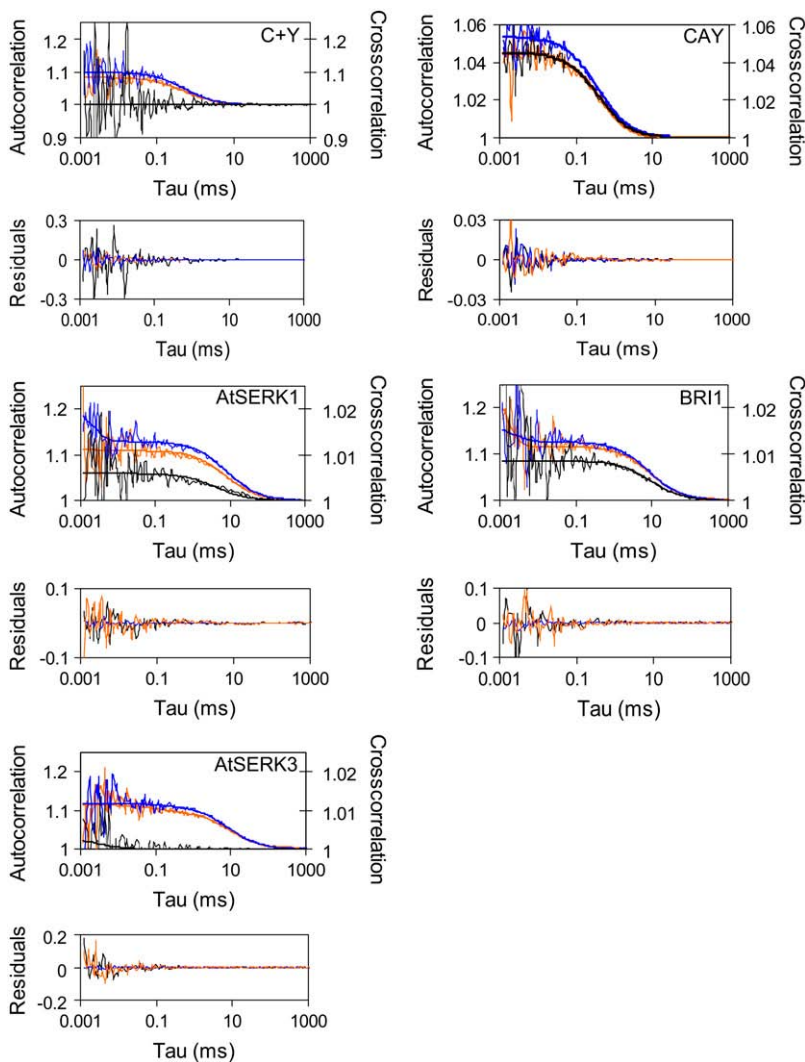 C+Y
Autocorrelation
1.2
1.1
1
0.9
Crosscorrelation
1.2
1.1
1
0.9
0.001 0.1 10 1000
Tau (ms)
Residuals
0.3
0
-0.3
0.001 0.1 10 1000
Tau (ms)
CAY
Autocorrelation
1.06
1.04
1.02
1
Crosscorrelation
1.06
1.04
1.02
1
0.001 0.1 10 1000
Tau (ms)
Residuals
0.03
0
-0.03
0.001 0.1 10 1000
Tau (ms)
AtSERK1
Autocorrelation
1.2
1.1
1
Crosscorrelation
1.02
1.01
1
0.001 0.1 10 1000
Tau (ms)
Residuals
0.1
-0.1
0.001 0.1 10 1000
Tau (ms)
BRI1
Autocorrelation
1.2
1.1
1
Crosscorrelation
1.02
1.01
1
0.001 0.1 10 1000
Tau (ms)
Residuals
0.1
0
-0.1
0.001 0.1 10 1000
Tau (ms)
AtSERK3
Autocorrelation
1.2
1.1
1
Crosscorrelation
1.02
1.01
1
0.001 0.1 10 1000
Tau (ms)
Residuals
0.2
0
-0.2
0.001 0.1 10 1000
Tau (ms)